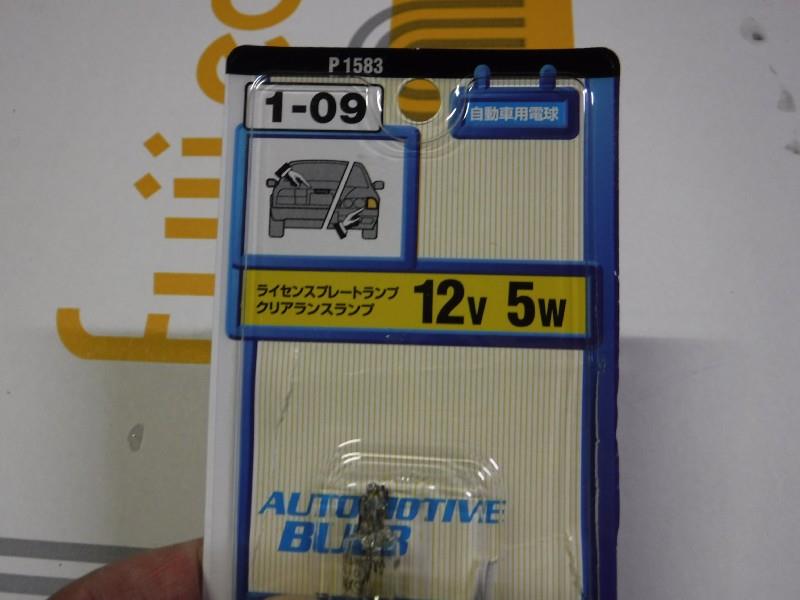 P1583
1-09
自動車用電球
ライセンスプレートランプ
クリアランスランプ
12V 5W
AUTOMOTIVE
BULB